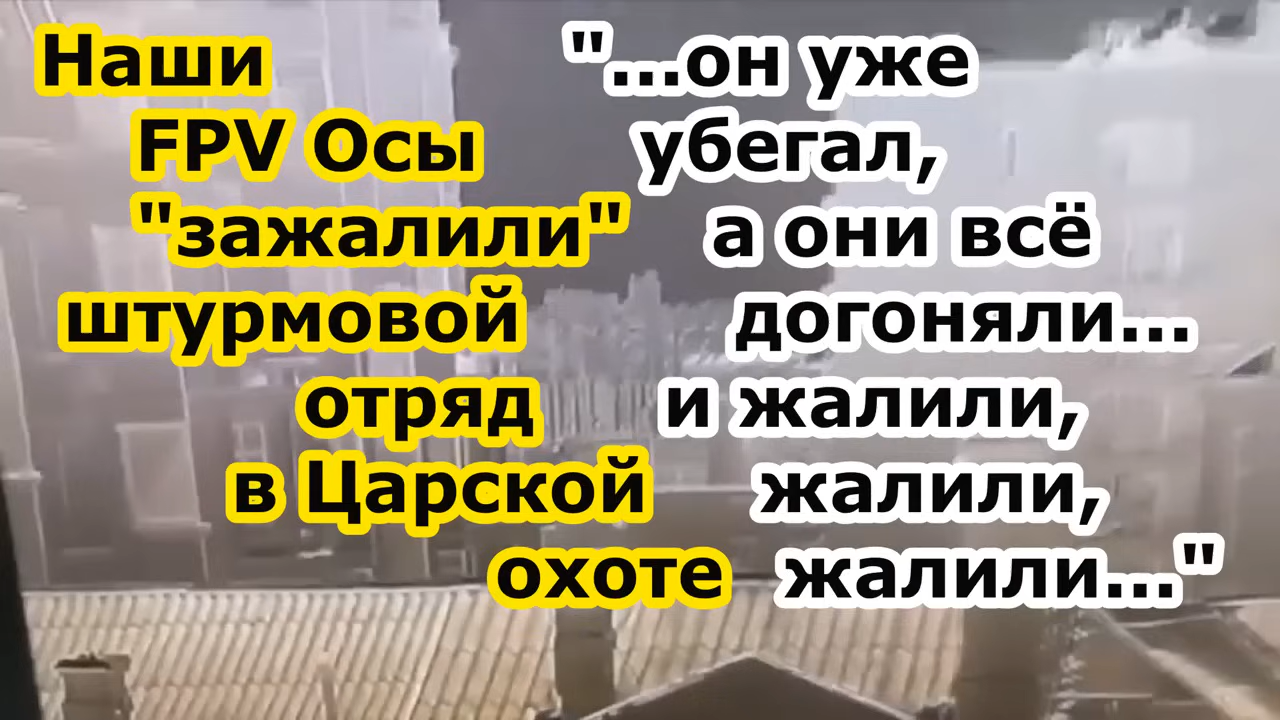 Наши
FPV Осы
"зажалили"
штурмовой
отряд
в Царской
охоте
"...он уже
убегал,
а они всё
догоняли...
и жалили,
жалили,
жалили..."